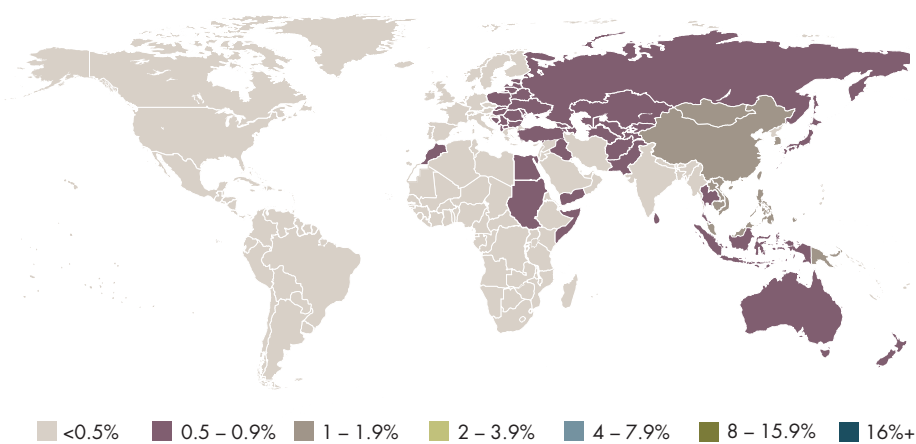 <0.5% 0.5 – 0.9% 1 – 1.9% 2 – 3.9% 4 – 7.9% 8 – 15.9% 16%+